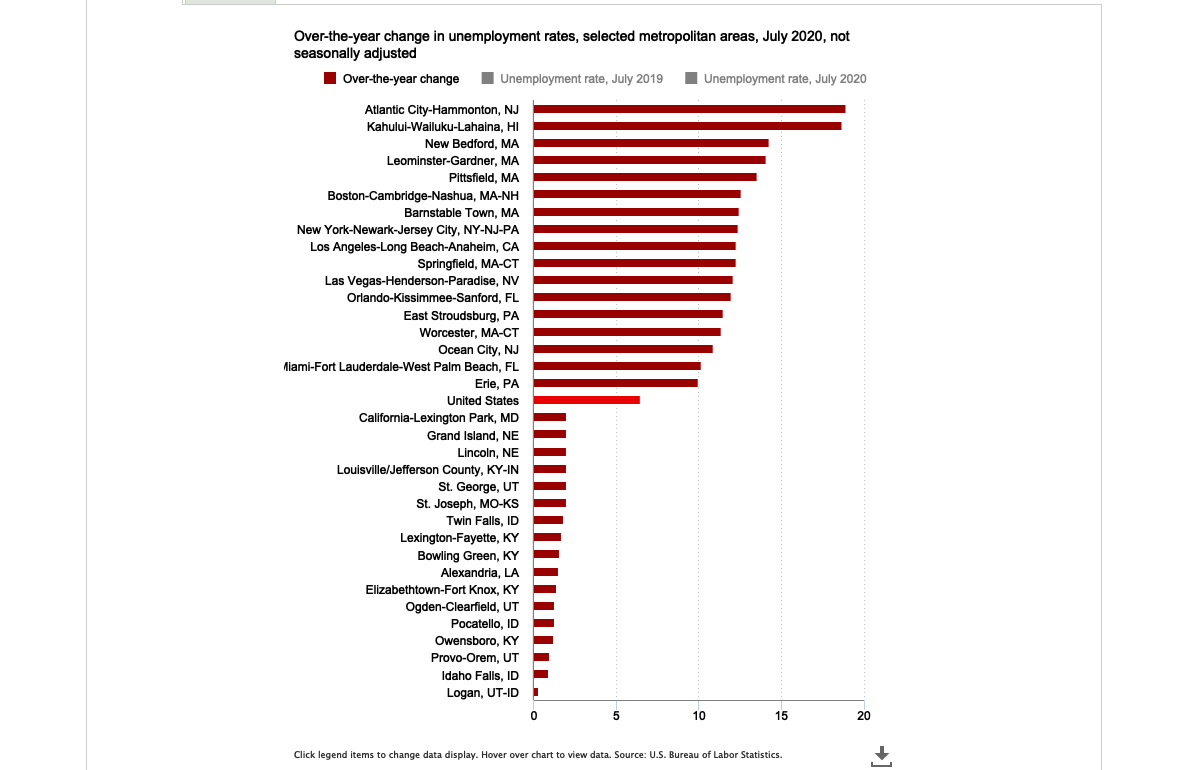 Over-the-year change in unemployment rates, selected metropolitan areas, July 2020, not
seasonally adjusted
Over-the-year change Unemployment rate, July 2019 Unemployment rate, July 2020
Atlantic City-Hammonton, NJ
Kahului-Wailuku-Lahaina, HI
New Bedford, MA
Leominster-Gardner, MA
Pittsfield, MA
Boston-Cambridge-Nashua, MA-NH
Barnstable Town, MA
New York-Newark-Jersey City, NY-NJ-PA
Los Angeles-Long Beach-Anaheim, CA
Springfield, MA-CT
Las Vegas-Henderson-Paradise, NV
Orlando-Kissimmee-Sanford, FL
East Stroudsburg, PA
Worcester, MA-CT
Ocean City, NJ
Miami-Fort Lauderdale-West Palm Beach, FL
Erie, PA
United States
California-Lexington Park, MD
Grand Island, NE
Lincoln, NE
Louisville/Jefferson County, KY-IN
St. George, UT
St. Joseph, MO-KS
Twin Falls, ID
Lexington-Fayette, KY
Bowling Green, KY
Alexandria, LA
Elizabethtown-Fort Knox, KY
Ogden-Clearfield, UT
Pocatello, ID
Owensboro, KY
Provo-Orem, UT
Idaho Falls, ID
Logan, UT-ID
0 5 10 15 20
Click legend items to change data display. Hover over chart to view data. Source: U.S. Bureau of Labor Statistics.